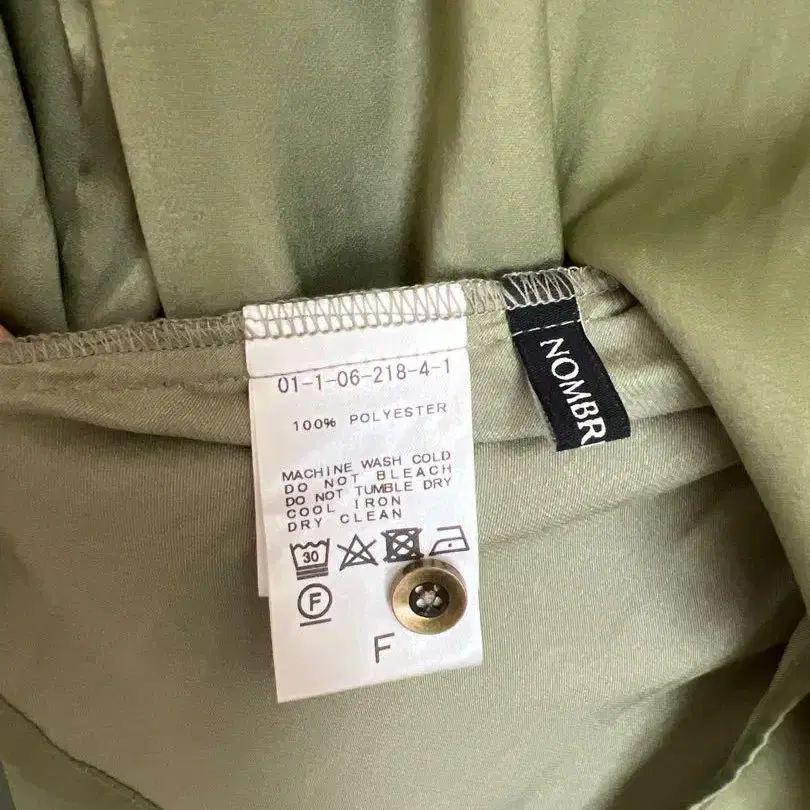 01-1-06-218-4-1
100% POLYESTER
MACHINE WASH COLD
DO NOT BLEACH
DO NOT TUMBLE DRY
COOL IRON
DRY CLEAN
30
F
F
NOMBR